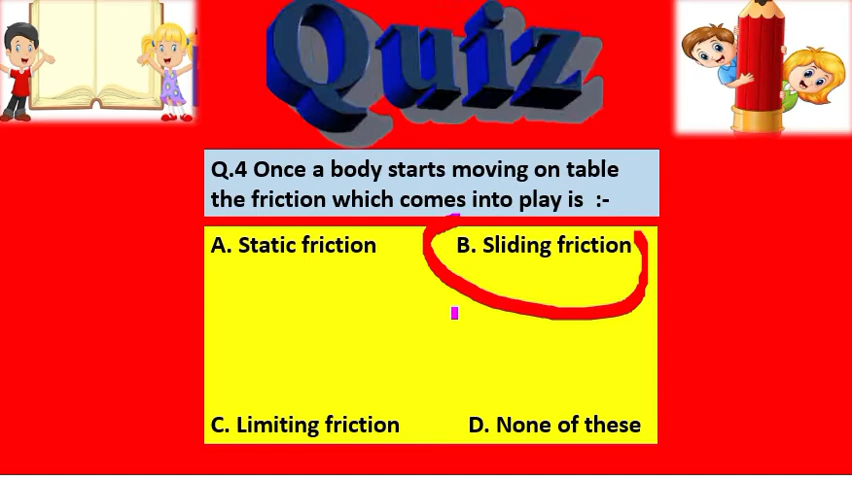 Quiz
Q.4 Once a body starts moving on table
the friction which comes into play is :-
A. Static friction
B. Sliding friction
C. Limiting friction
D. None of these